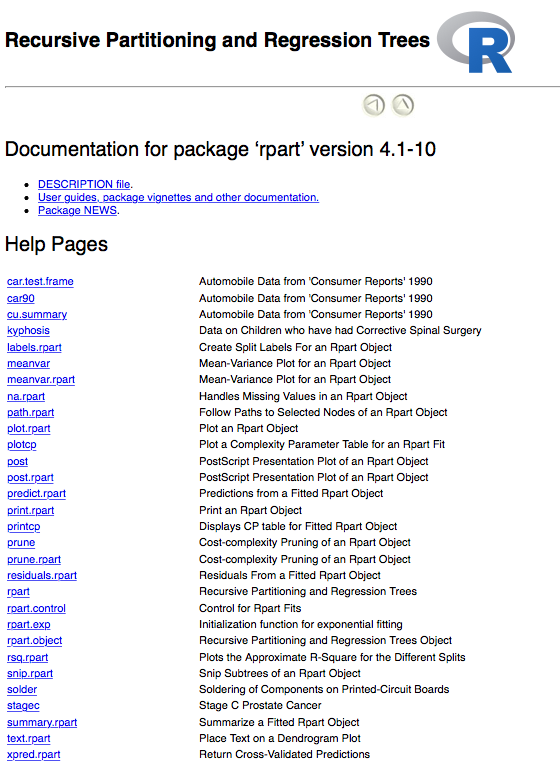 Recursive Partitioning and Regression Trees R
Documentation for package ‘rpart’ version 4.1-10
DESCRIPTION file.
User guides, package vignettes and other documentation.
Package NEWS.
Help Pages
car.test.frame Automobile Data from 'Consumer Reports' 1990
car90 Automobile Data from 'Consumer Reports' 1990
cu.summary Automobile Data from 'Consumer Reports' 1990
kyphosis Data on Children who have had Corrective Spinal Surgery
labels.rpart Create Split Labels For an Rpart Object
meanvar Mean-Variance Plot for an Rpart Object
meanvar.rpart Mean-Variance Plot for an Rpart Object
na.rpart Handles Missing Values in an Rpart Object
path.rpart Follow Paths to Selected Nodes of an Rpart Object
plot.rpart Plot an Rpart Object
plotcp Plot a Complexity Parameter Table for an Rpart Fit
post PostScript Presentation Plot of an Rpart Object
post.rpart PostScript Presentation Plot of an Rpart Object
predict.rpart Predictions from a Fitted Rpart Object
print.rpart Print an Rpart Object
printcp Displays CP table for Fitted Rpart Object
prune Cost-complexity Pruning of an Rpart Object
prune.rpart Cost-complexity Pruning of an Rpart Object
residuals.rpart Residuals From a Fitted Rpart Object
rpart Recursive Partitioning and Regression Trees
rpart.control Control for Rpart Fits
rpart.exp Initialization function for exponential fitting
rpart.object Recursive Partitioning and Regression Trees Object
rsq.rpart Plots the Approximate R-Square for the Different Splits
snip.rpart Snip Subtrees of an Rpart Object
solder Soldering of Components on Printed-Circuit Boards
stagec Stage C Prostate Cancer
summary.rpart Summarize a Fitted Rpart Object
text.rpart Place Text on a Dendrogram Plot
xpred.rpart Return Cross-Validated Predictions